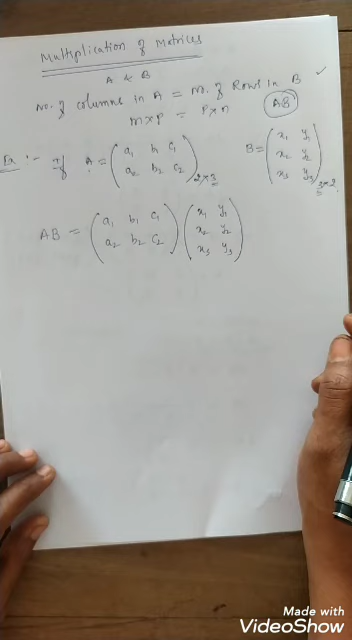 Multiplication of Matrices
A & B
No. of columns in A = No. of Rows in B ✓
m×p = p×n AB
Ex :- If A = ( a₁ b₁ c₁ B = ( x₁ y₁
a₂ b₂ c₂ )₂×₃ x₂ y₂
x₃ y₃ )₃×₂
AB = ( a₁ b₁ c₁ ) ( x₁ y₁
a₂ b₂ c₂ x₂ y₂
x₃ y₃ )
Made with
VideoShow